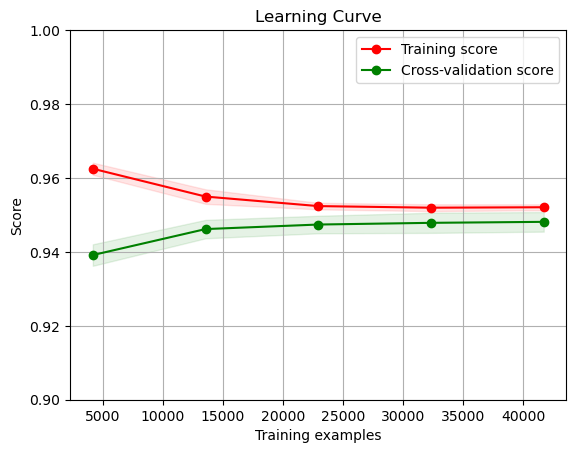 Learning Curve
1.00
0.98
0.96
0.94
0.92
0.90
Score
Training score
Cross-validation score
5000 10000 15000 20000 25000 30000 35000 40000
Training examples